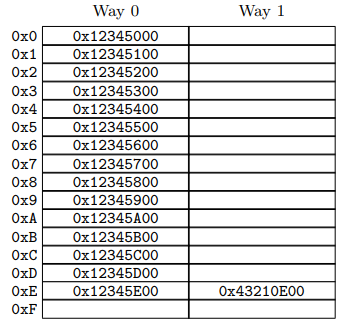 Way 0 Way 1
0x0 0x12345000
0x1 0x12345100
0x2 0x12345200
0x3 0x12345300
0x4 0x12345400
0x5 0x12345500
0x6 0x12345600
0x7 0x12345700
0x8 0x12345800
0x9 0x12345900
0xA 0x12345A00
0xB 0x12345B00
0xC 0x12345C00
0xD 0x12345D00
0xE 0x12345E00 0x43210E00
0xF